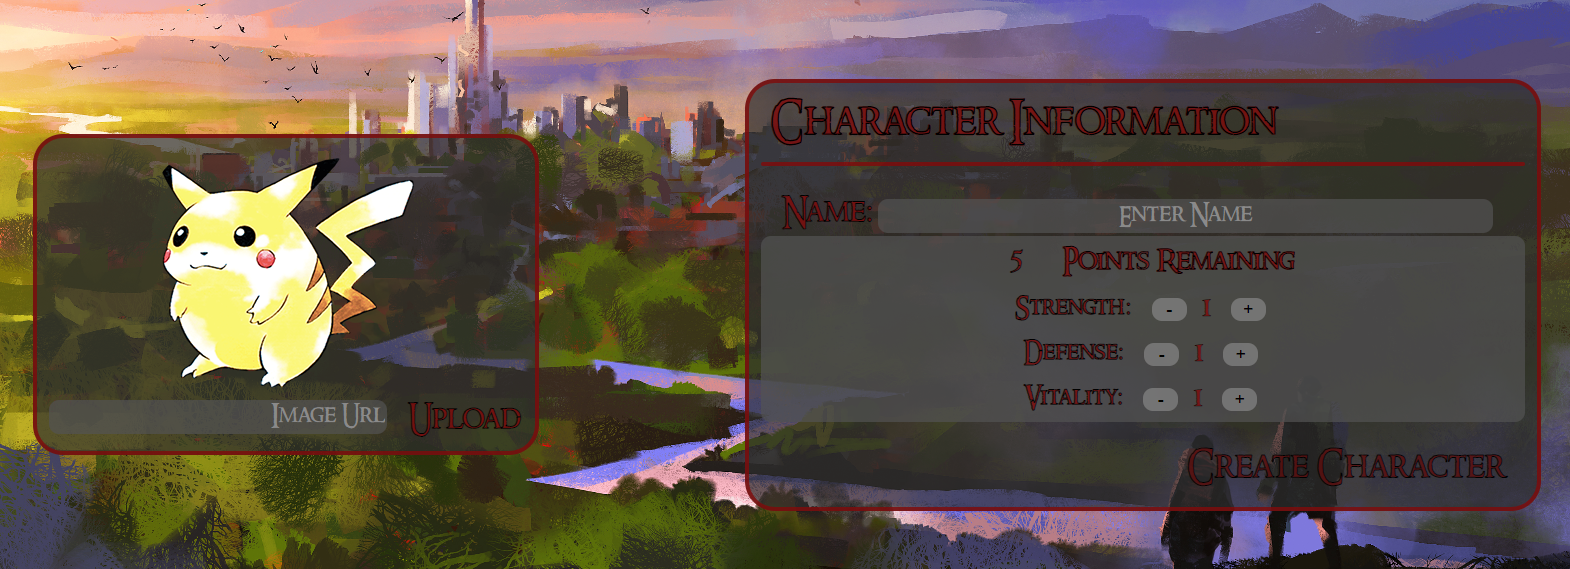 Image Url Upload
Character Information
Name: Enter Name
5 Points Remaining
Strength: - 1 +
Defense: - 1 +
Vitality: - 1 +
Create Character